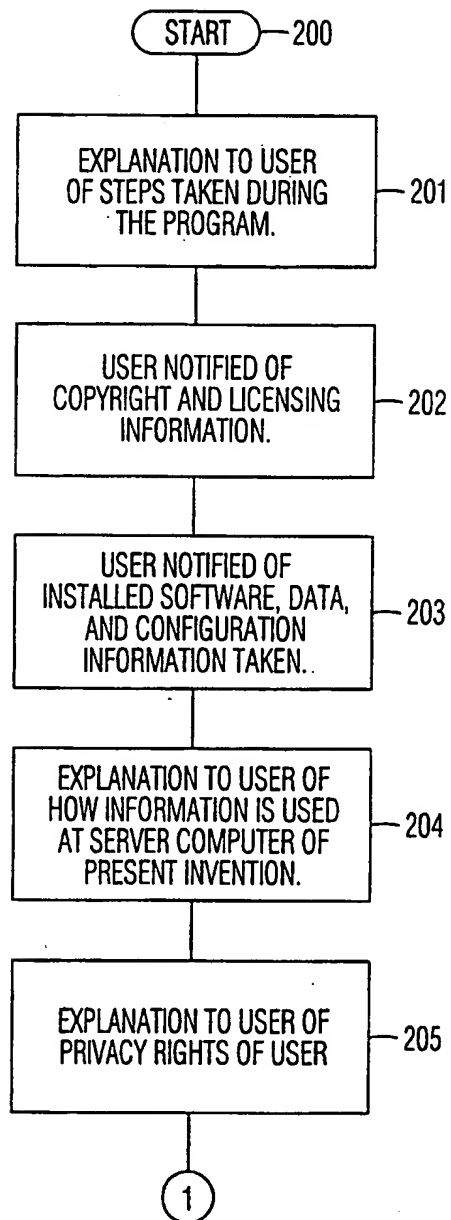 START
200
EXPLANATION TO USER
OF STEPS TAKEN DURING
THE PROGRAM.
201
USER NOTIFIED OF
COPYRIGHT AND LICENSING
INFORMATION.
202
USER NOTIFIED OF
INSTALLED SOFTWARE, DATA,
AND CONFIGURATION
INFORMATION TAKEN.
203
EXPLANATION TO USER OF
HOW INFORMATION IS USED
AT SERVER COMPUTER OF
PRESENT INVENTION.
204
EXPLANATION TO USER OF
PRIVACY RIGHTS OF USER
205
1